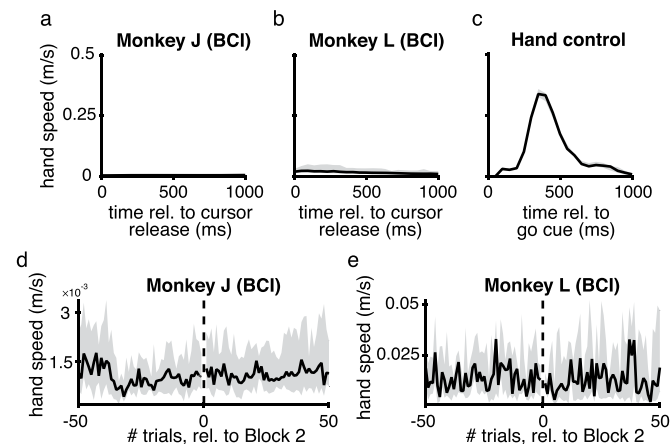 a
Monkey J (BCI)
b
Monkey L (BCI)
c
Hand control
hand speed (m/s)
0.5
0.25
0
0 500 1000
0 500 1000
0 500 1000
time rel. to cursor
release (ms)
time rel. to cursor
release (ms)
time rel. to
go cue (ms)
d
Monkey J (BCI)
hand speed (m/s)
×10⁻³
3
1.5
-50 0 50
# trials, rel. to Block 2
e
Monkey L (BCI)
hand speed (m/s)
0.05
0.025
-50 0 50
# trials, rel. to Block 2